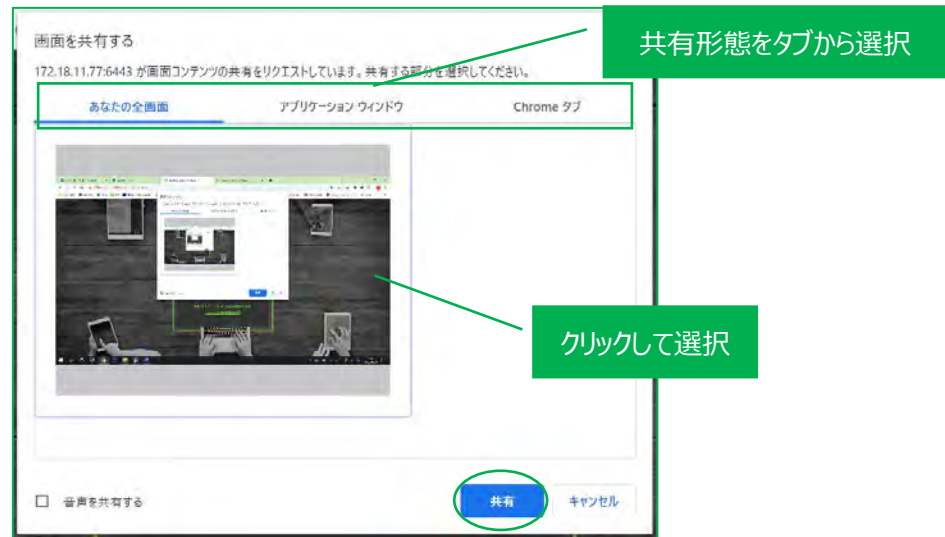 共有形態をタブから選択
画面を共有する
172.18.11.77:6443 が画面コンテンツの共有をリクエストしています。共有する部分を選択してください。
あなたの全画面 アプリケーション ウィンドウ Chrome タブ
クリックして選択
音声を共有する 共有 キャンセル